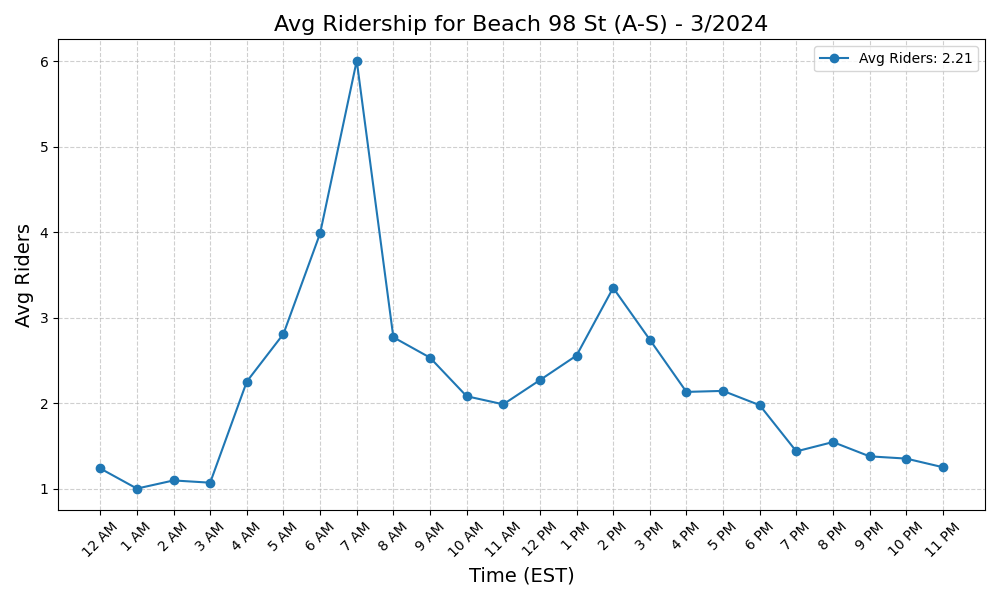 Avg Ridership for Beach 98 St (A-S) - 3/2024
Avg Riders: 2.21
Avg Riders
6
5
4
3
2
1
12 AM
1 AM
2 AM
3 AM
4 AM
5 AM
6 AM
7 AM
8 AM
9 AM
10 AM
11 AM
12 PM
1 PM
2 PM
3 PM
4 PM
5 PM
6 PM
7 PM
8 PM
9 PM
10 PM
11 PM
Time (EST)